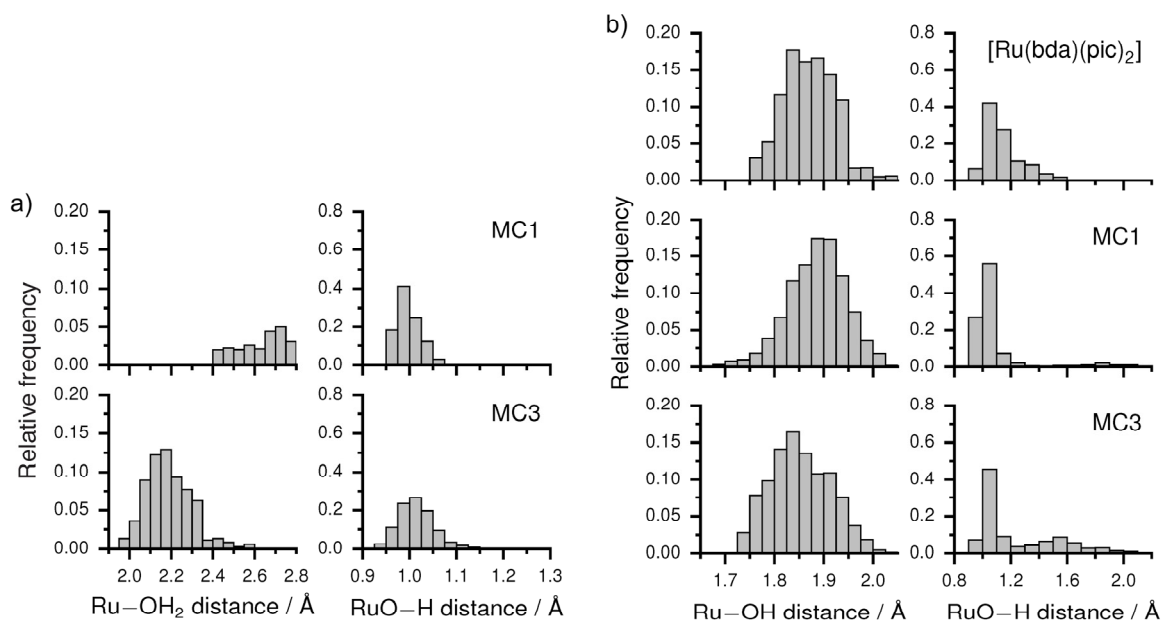 a)
Relative frequency
0.20
0.15
0.10
0.05
0.00
0.8
0.6
0.4
0.2
0.0
MC1
0.20
0.15
0.10
0.05
0.00
2.0 2.2 2.4 2.6 2.8
Ru−OH₂ distance / Å
0.8
0.6
0.4
0.2
0.0
MC3
0.9 1.0 1.1 1.2 1.3
RuO−H distance / Å
b)
Relative frequency
0.20
0.15
0.10
0.05
0.00
0.8
0.6
0.4
0.2
0.0
[Ru(bda)(pic)₂]
0.20
0.15
0.10
0.05
0.00
0.8
0.6
0.4
0.2
0.0
MC1
0.20
0.15
0.10
0.05
0.00
1.7 1.8 1.9 2.0
Ru−OH distance / Å
0.8
0.6
0.4
0.2
0.0
MC3
0.8 1.2 1.6 2.0
RuO−H distance / Å